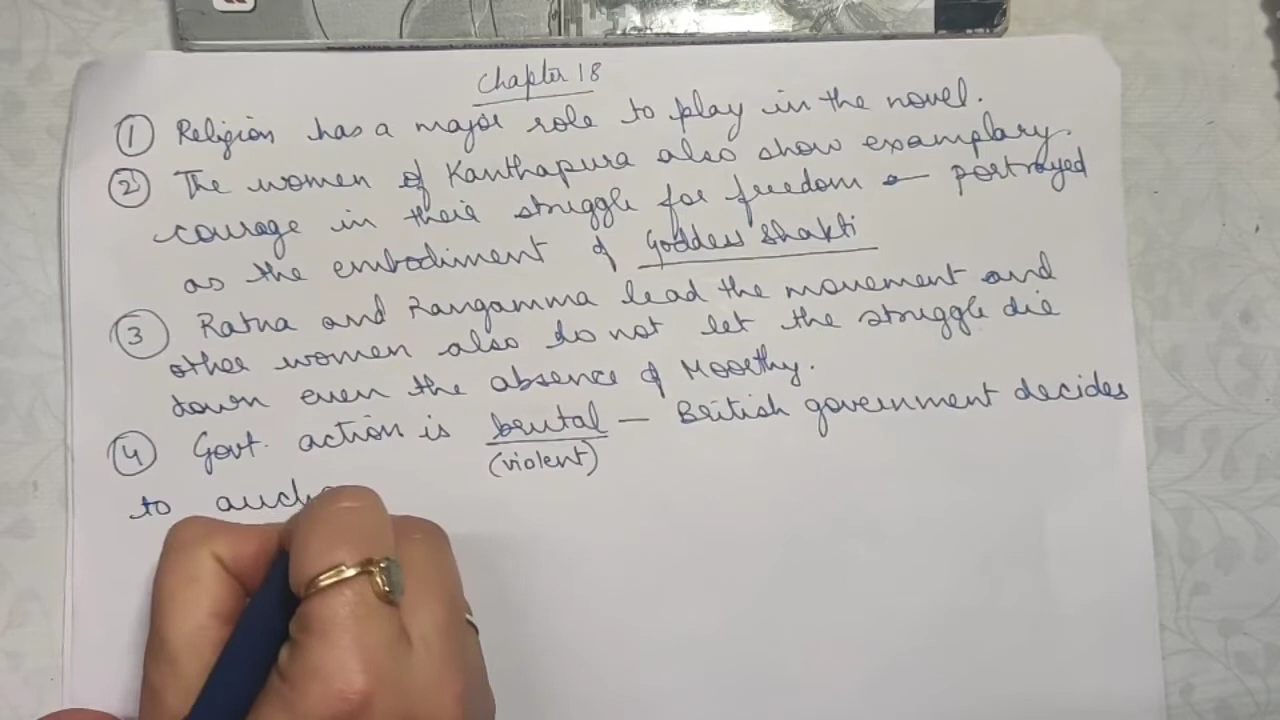 Chapter 18
① Religion has a major role to play in the novel.
② The women of Kanthapura also show examplary
courage in their struggle for freedom — portrayed
as the embodiment of Goddess Shakti
③ Ratna and Rangamma lead the movement and
other women also do not let the struggle die
down even the absence of Moorthy.
④ Govt. action is brutal — British government decides
(violent)
to